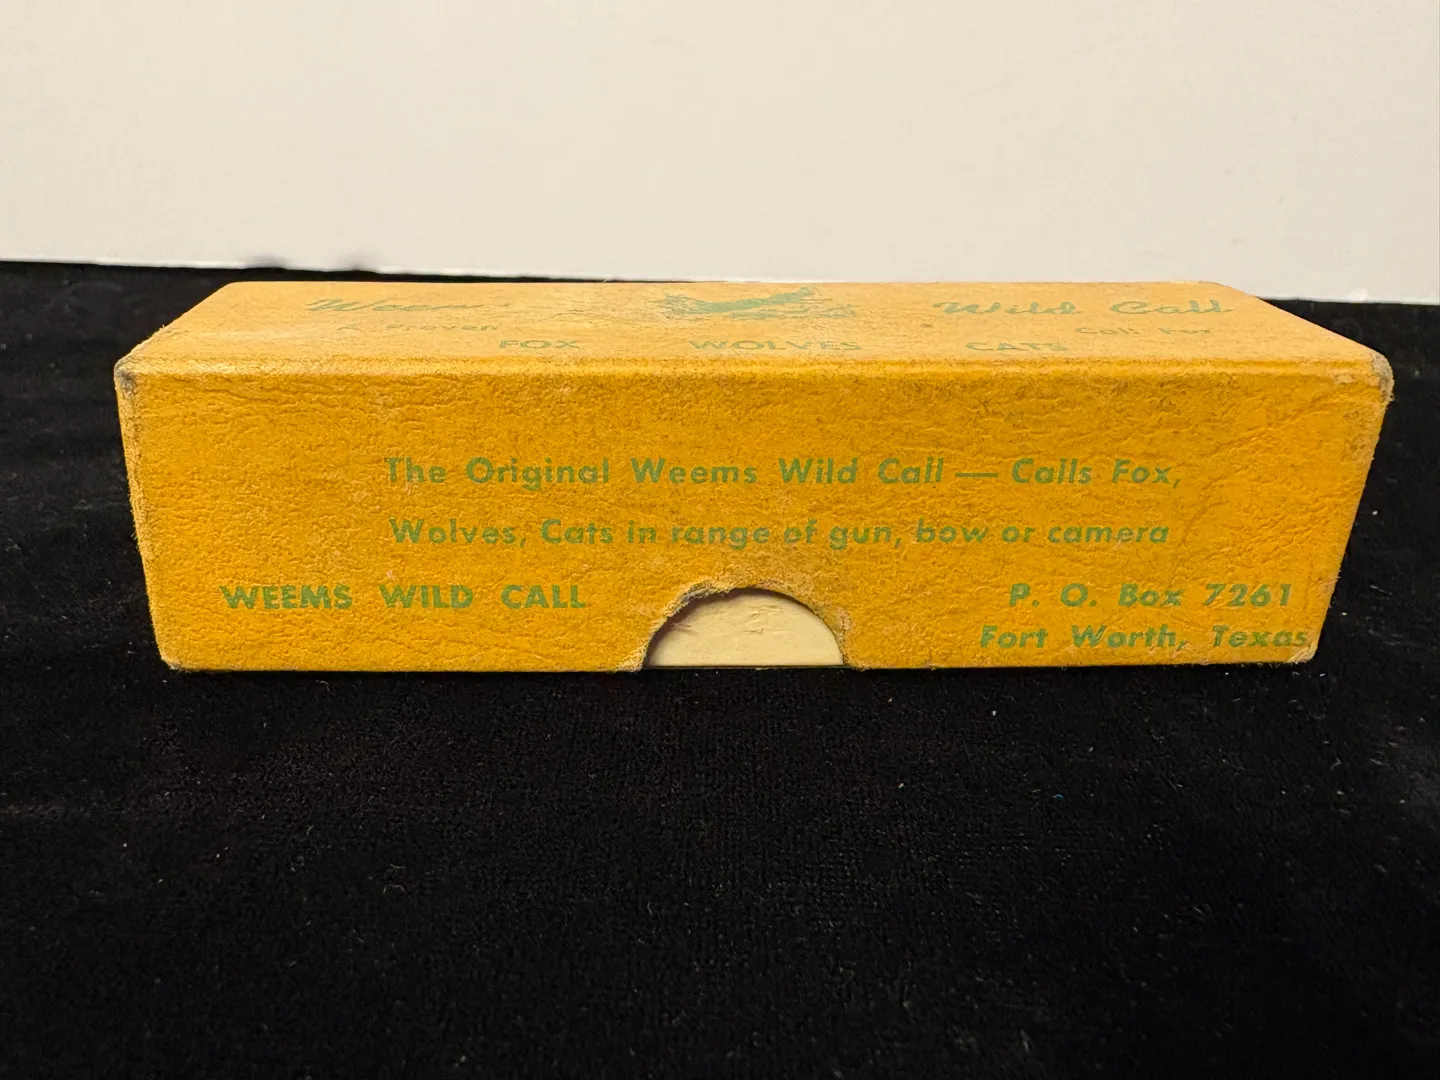 Weems Wild Call
A Proven Call For
FOX WOLVES CATS
The Original Weems Wild Call — Calls Fox,
Wolves, Cats in range of gun, bow or camera
WEEMS WILD CALL P. O. Box 7261
Fort Worth, Texas